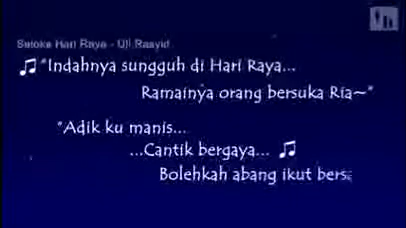 Seloka Hari Raya - Uji Rasyid
♫ "Indahnya sungguh di Hari Raya...
Ramainya orang bersuka Ria~"
"Adik ku manis...
...Cantik bergaya... ♫
Bolehkah abang ikut bers